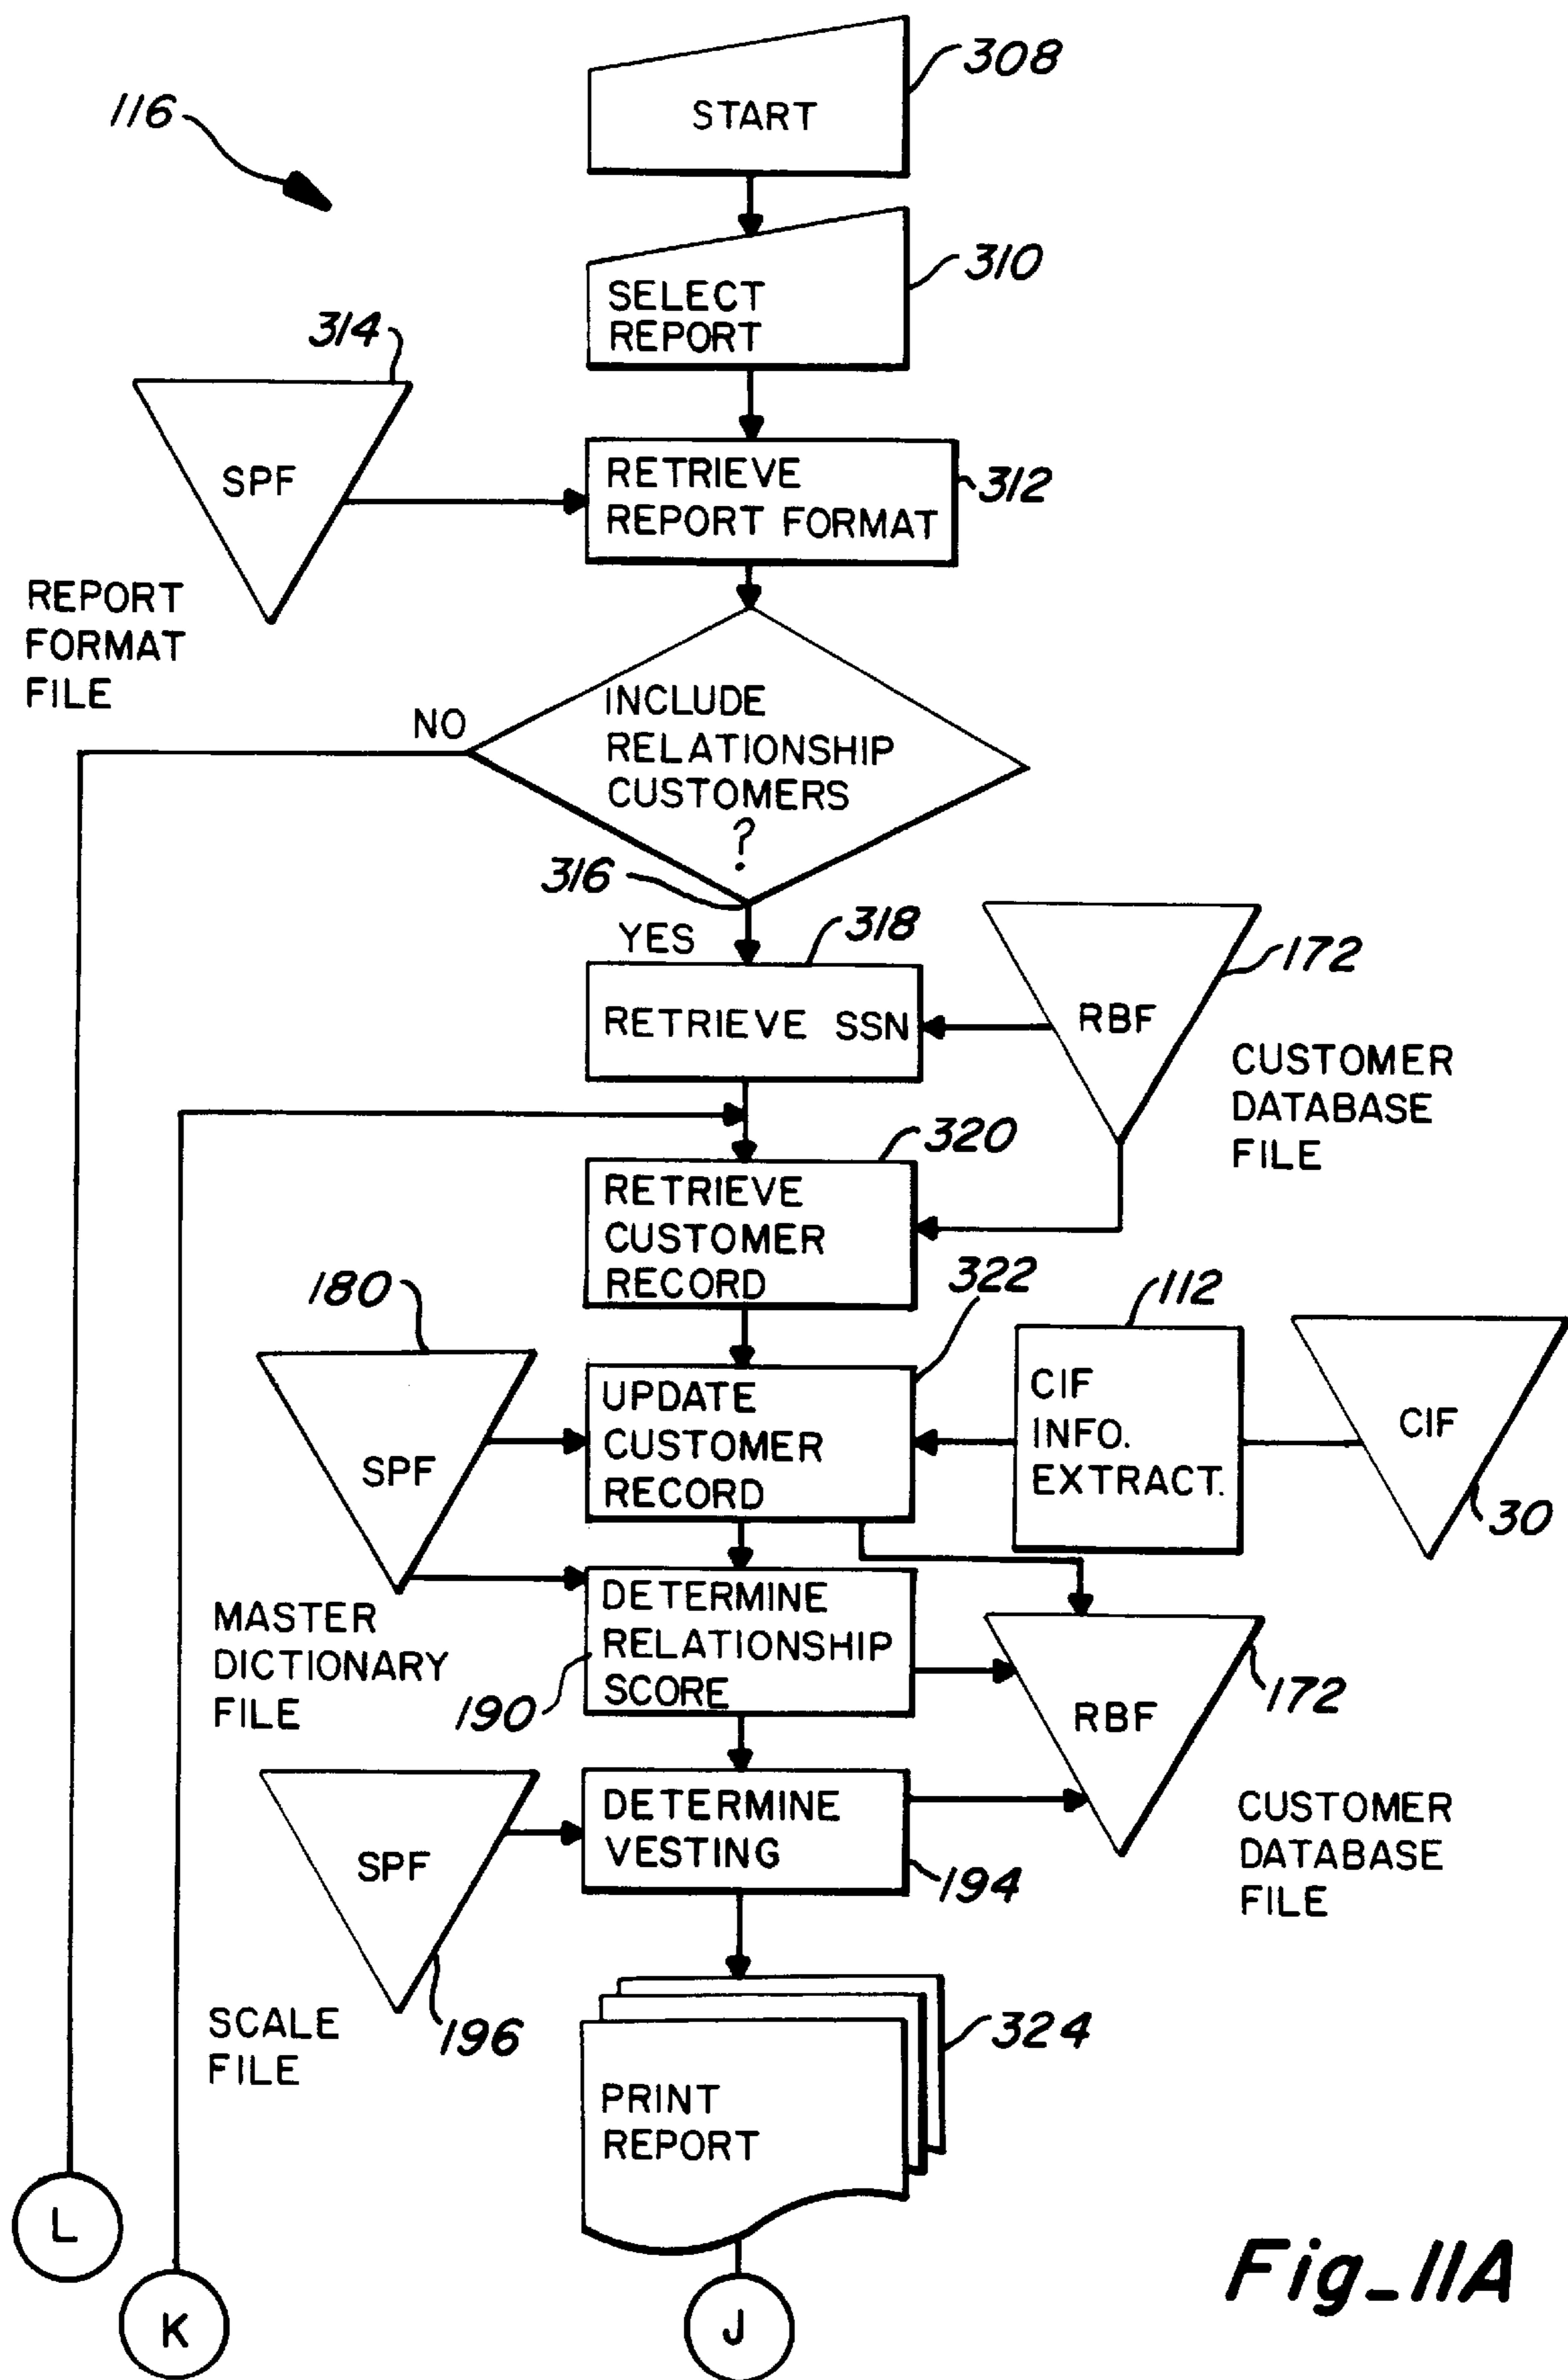 308
START
116
310
SELECT
REPORT
314
SPF
RETRIEVE
REPORT FORMAT
312
REPORT
FORMAT
FILE
NO
INCLUDE
RELATIONSHIP
CUSTOMERS
?
316
YES
318
172
RETRIEVE SSN
RBF
CUSTOMER
DATABASE
FILE
320
RETRIEVE
CUSTOMER
RECORD
180
322
112
SPF
UPDATE
CUSTOMER
RECORD
CIF
INFO.
EXTRACT.
CIF
30
MASTER
DICTIONARY
FILE
190
DETERMINE
RELATIONSHIP
SCORE
RBF
172
SPF
DETERMINE
VESTING
194
CUSTOMER
DATABASE
FILE
SCALE
FILE
196
324
PRINT
REPORT
L
K
J
Fig_11A